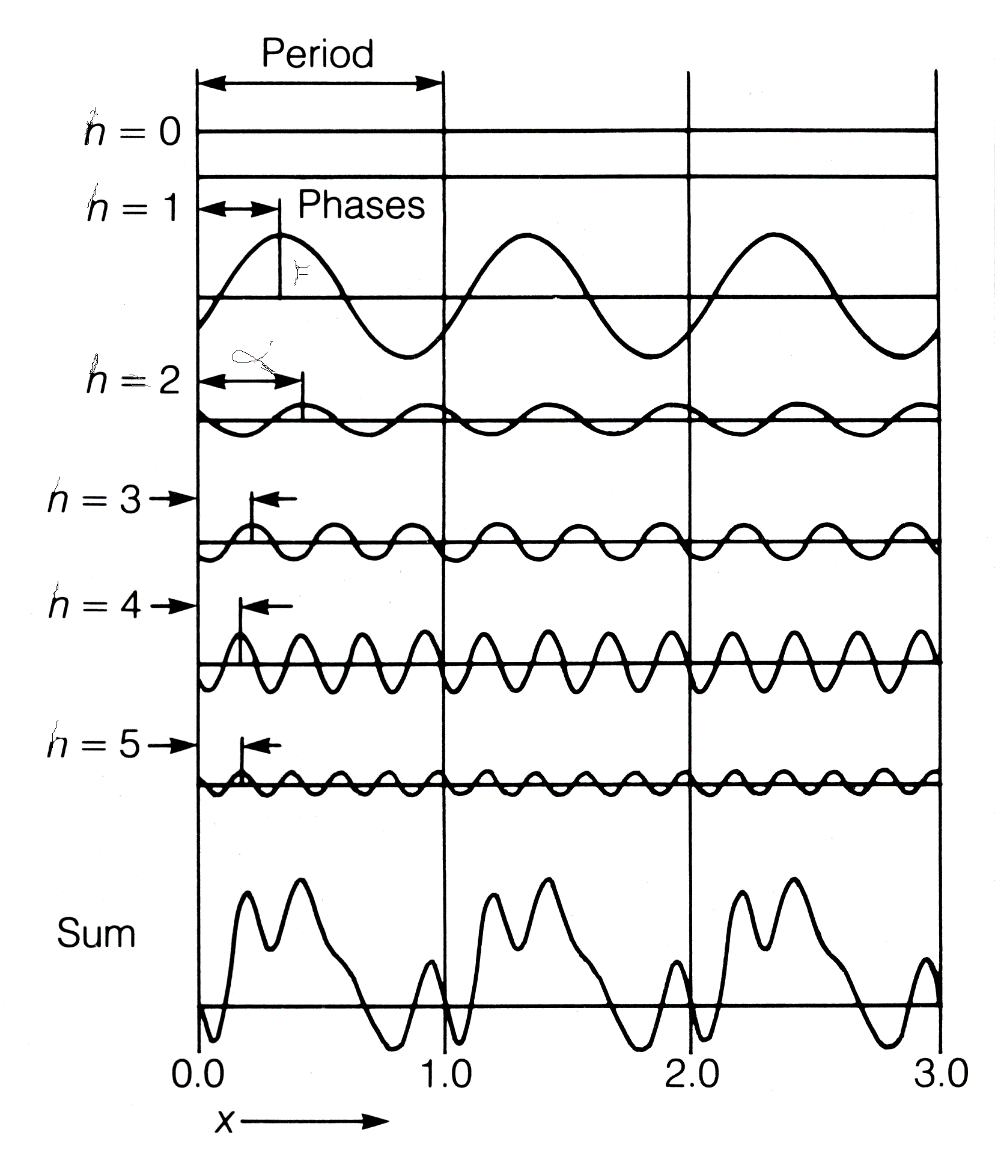 Period
h = 0
h = 1 Phases
F
α
h = 2
h = 3
h = 4
h = 5
Sum
0.0 1.0 2.0 3.0
x